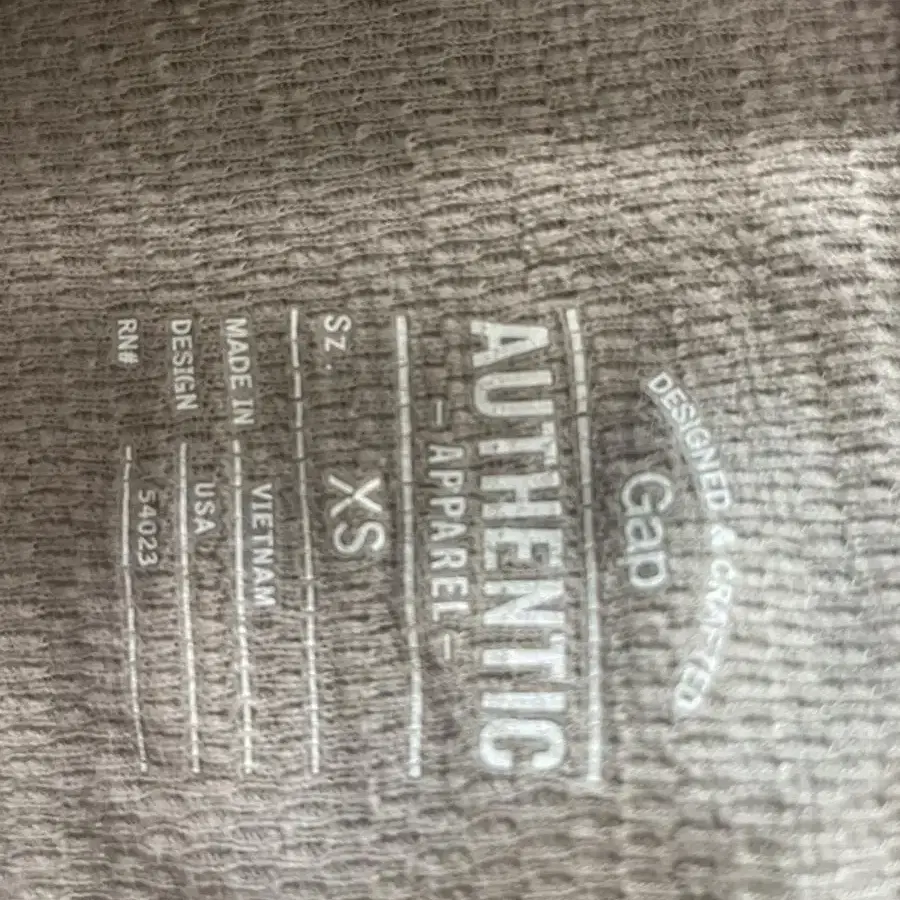 DESIGNED & CRAFTED
Gap
AUTHENTIC
- APPAREL -
Sz. XS
MADE IN VIETNAM
DESIGN USA
RN# 54023